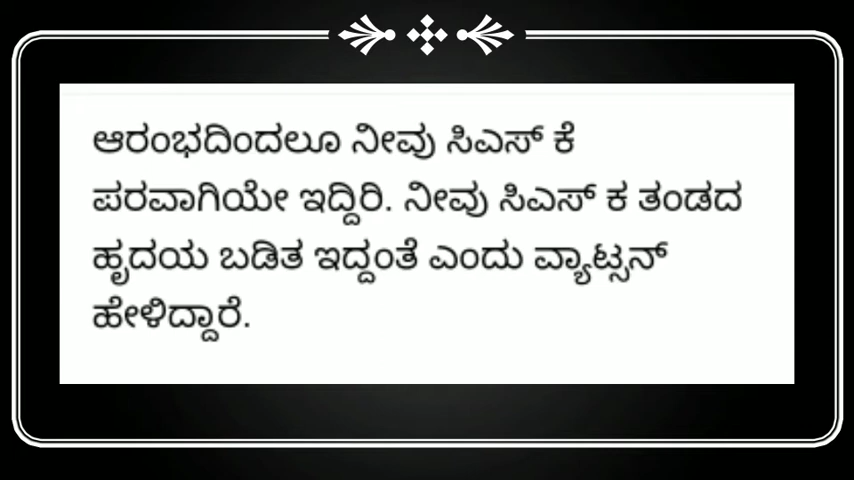 ಆರಂಭದಿಂದಲೂ ನೀವು ಸಿಎಸ್ ಕೆ
ಪರವಾಗಿಯೇ ಇದ್ದಿರಿ. ನೀವು ಸಿಎಸ್ ಕ ತಂಡದ
ಹೃದಯ ಬಡಿತ ಇದ್ದಂತೆ ಎಂದು ವ್ಯಾಟ್ಸನ್
ಹೇಳಿದ್ದಾರೆ.